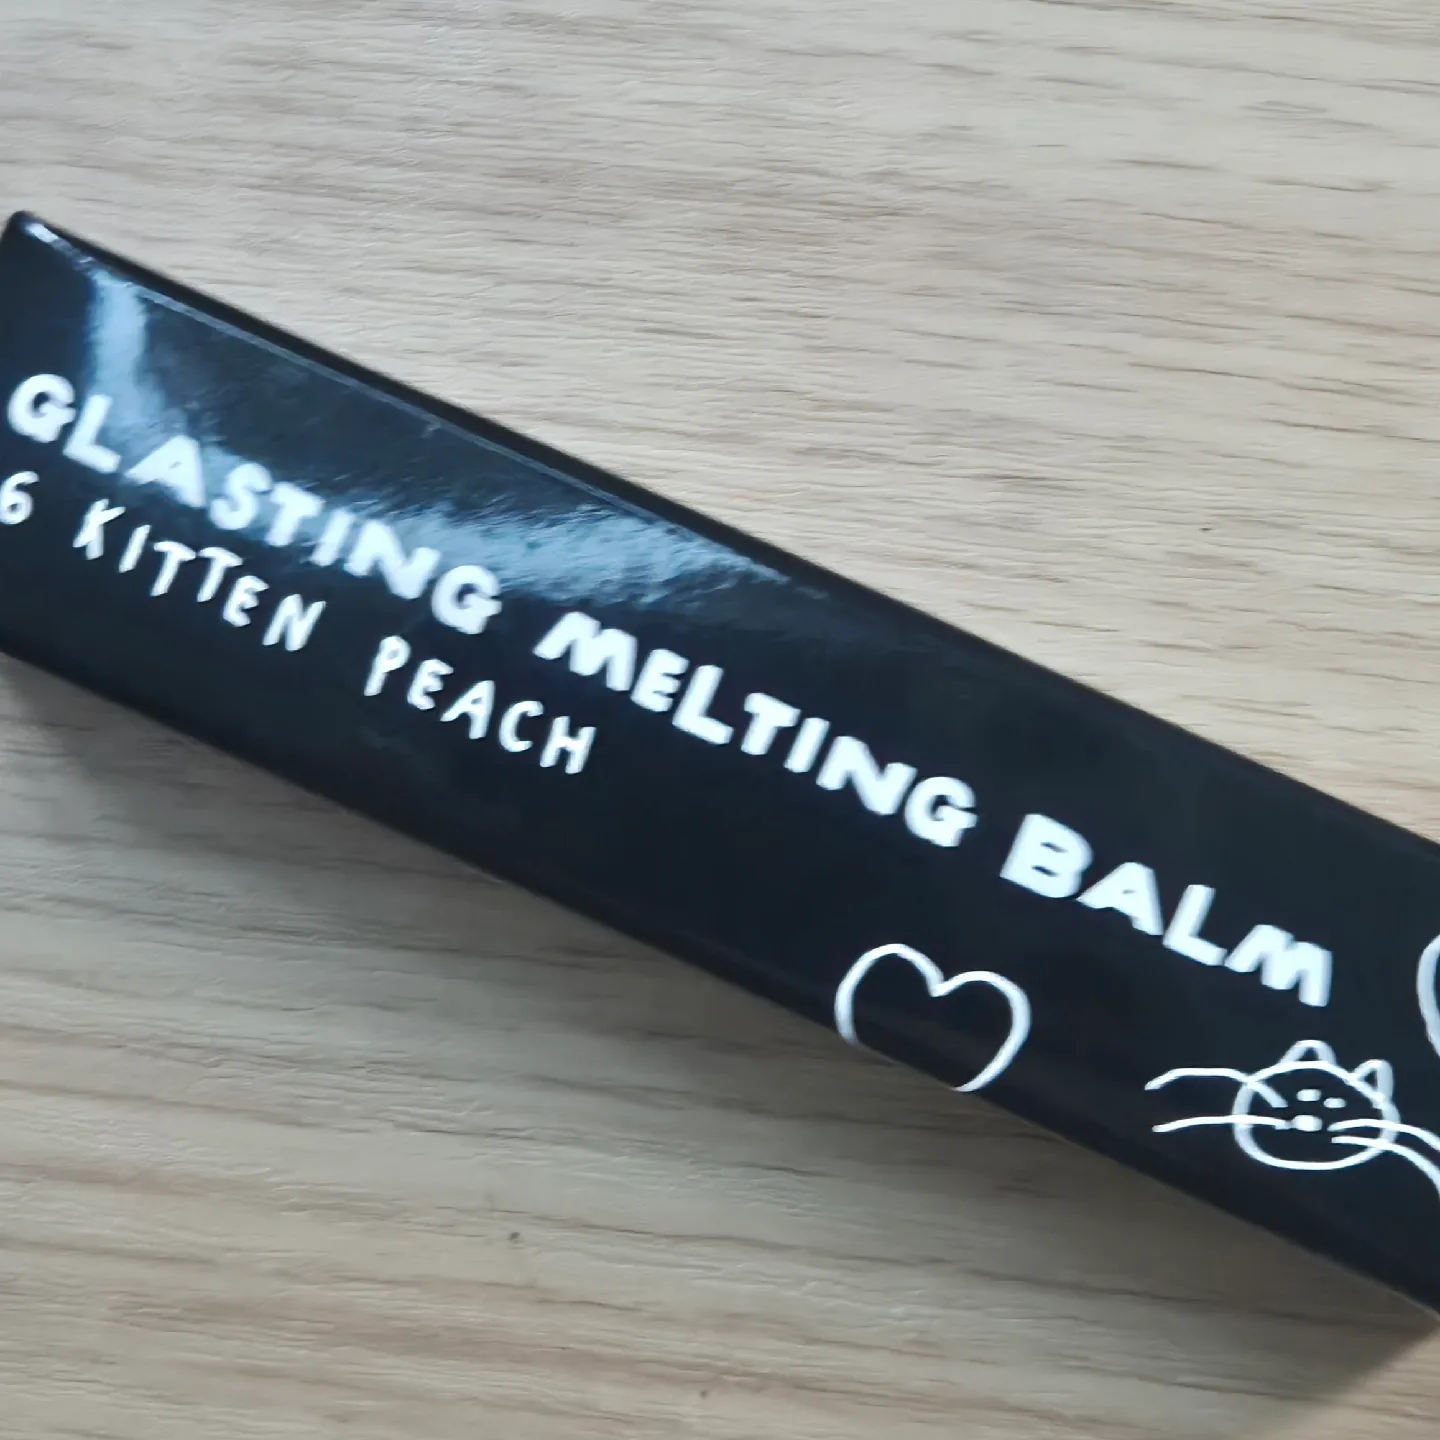 GLASTING MELTING BALM
6 KITTEN PEACH